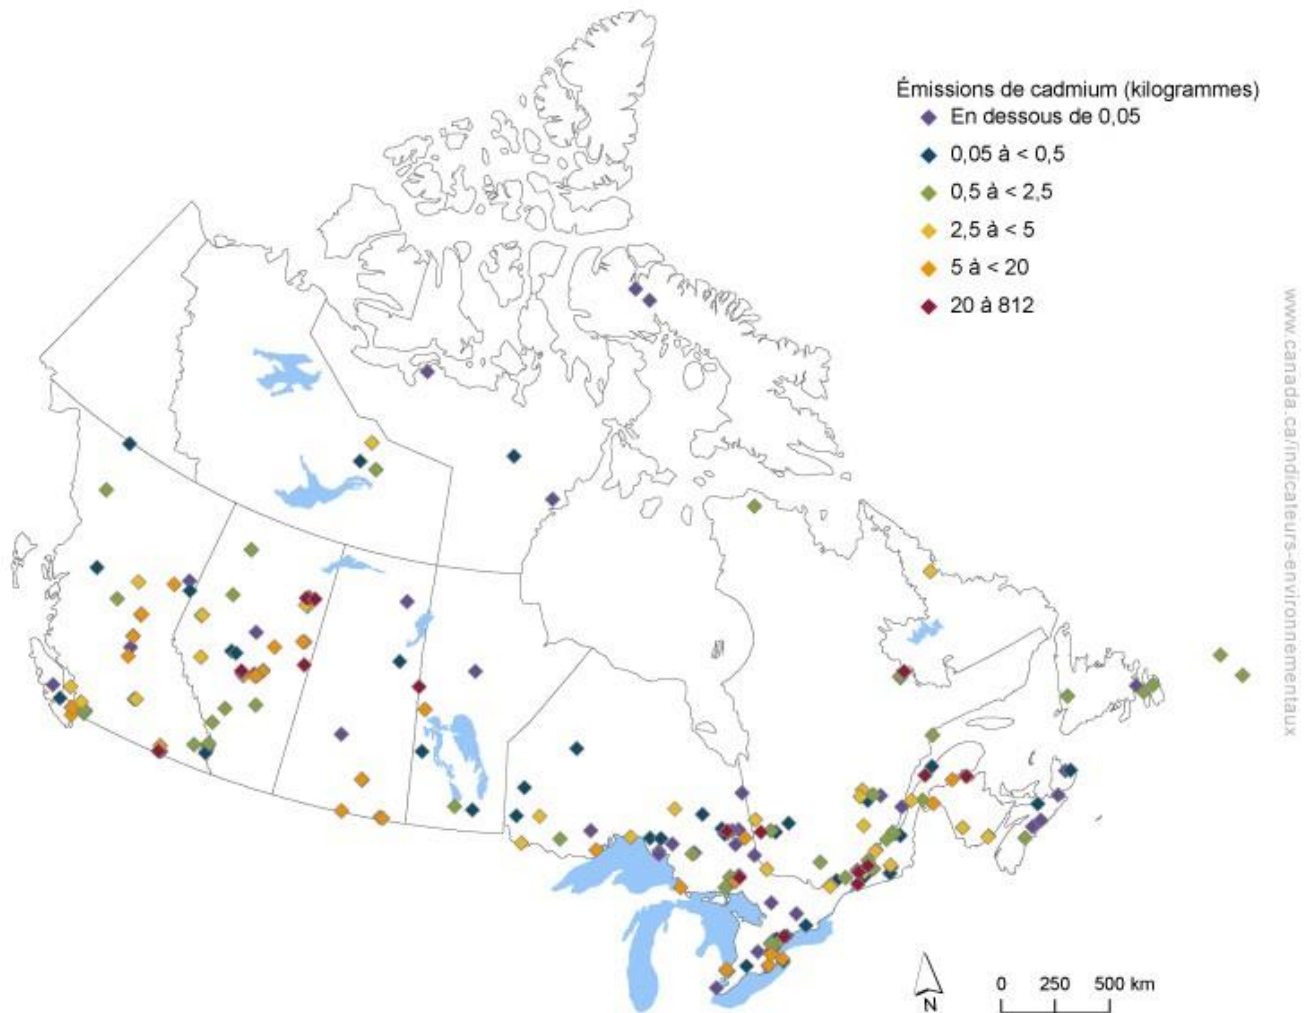 Émissions de cadmium (kilogrammes)
En dessous de 0,05
0,05 à < 0,5
0,5 à < 2,5
2,5 à < 5
5 à < 20
20 à 812
www.canada.ca/indicateurs-environnementaux
N
0 250 500 km